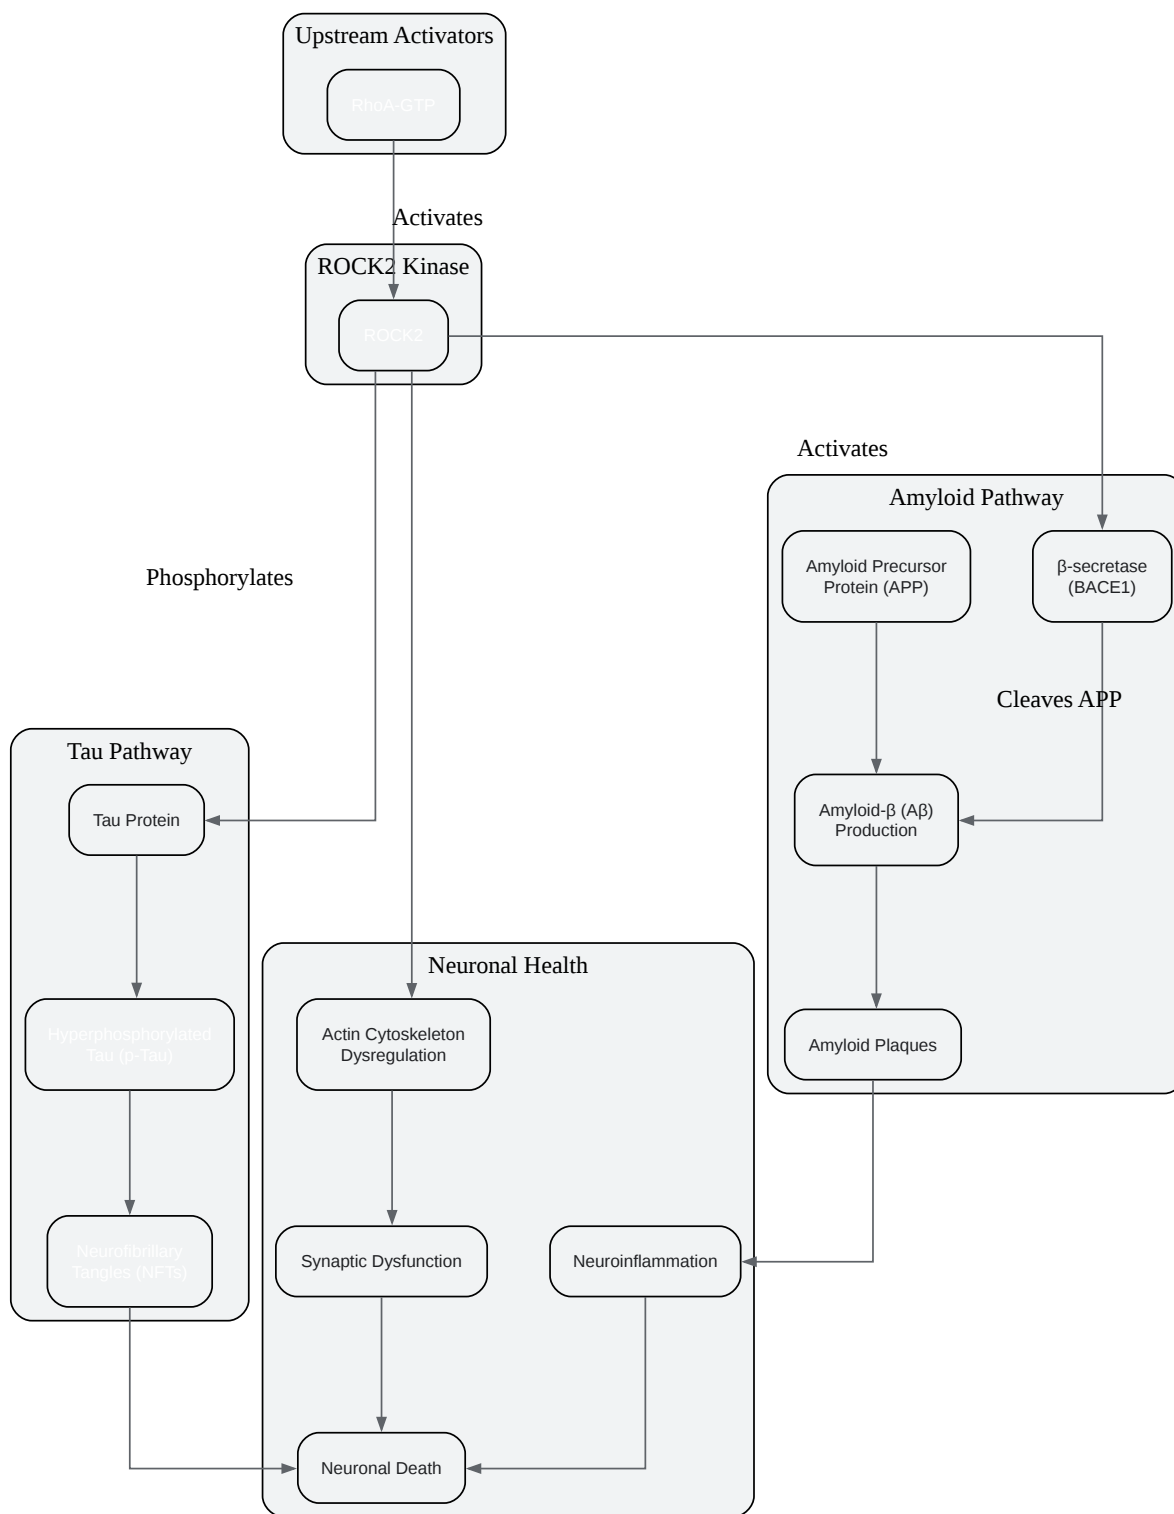 Upstream Activators
RhoA-GTP
Activates
ROCK2 Kinase
ROCK2
Activates
Amyloid Pathway
Amyloid Precursor
Protein (APP)
β-secretase
(BACE1)
Phosphorylates
Cleaves APP
Tau Pathway
Tau Protein
Amyloid-β (Aβ)
Production
Neuronal Health
Hyperphosphorylated
Tau (p-Tau)
Actin Cytoskeleton
Dysregulation
Amyloid Plaques
Neurofibrillary
Tangles (NFTs)
Synaptic Dysfunction
Neuroinflammation
Neuronal Death